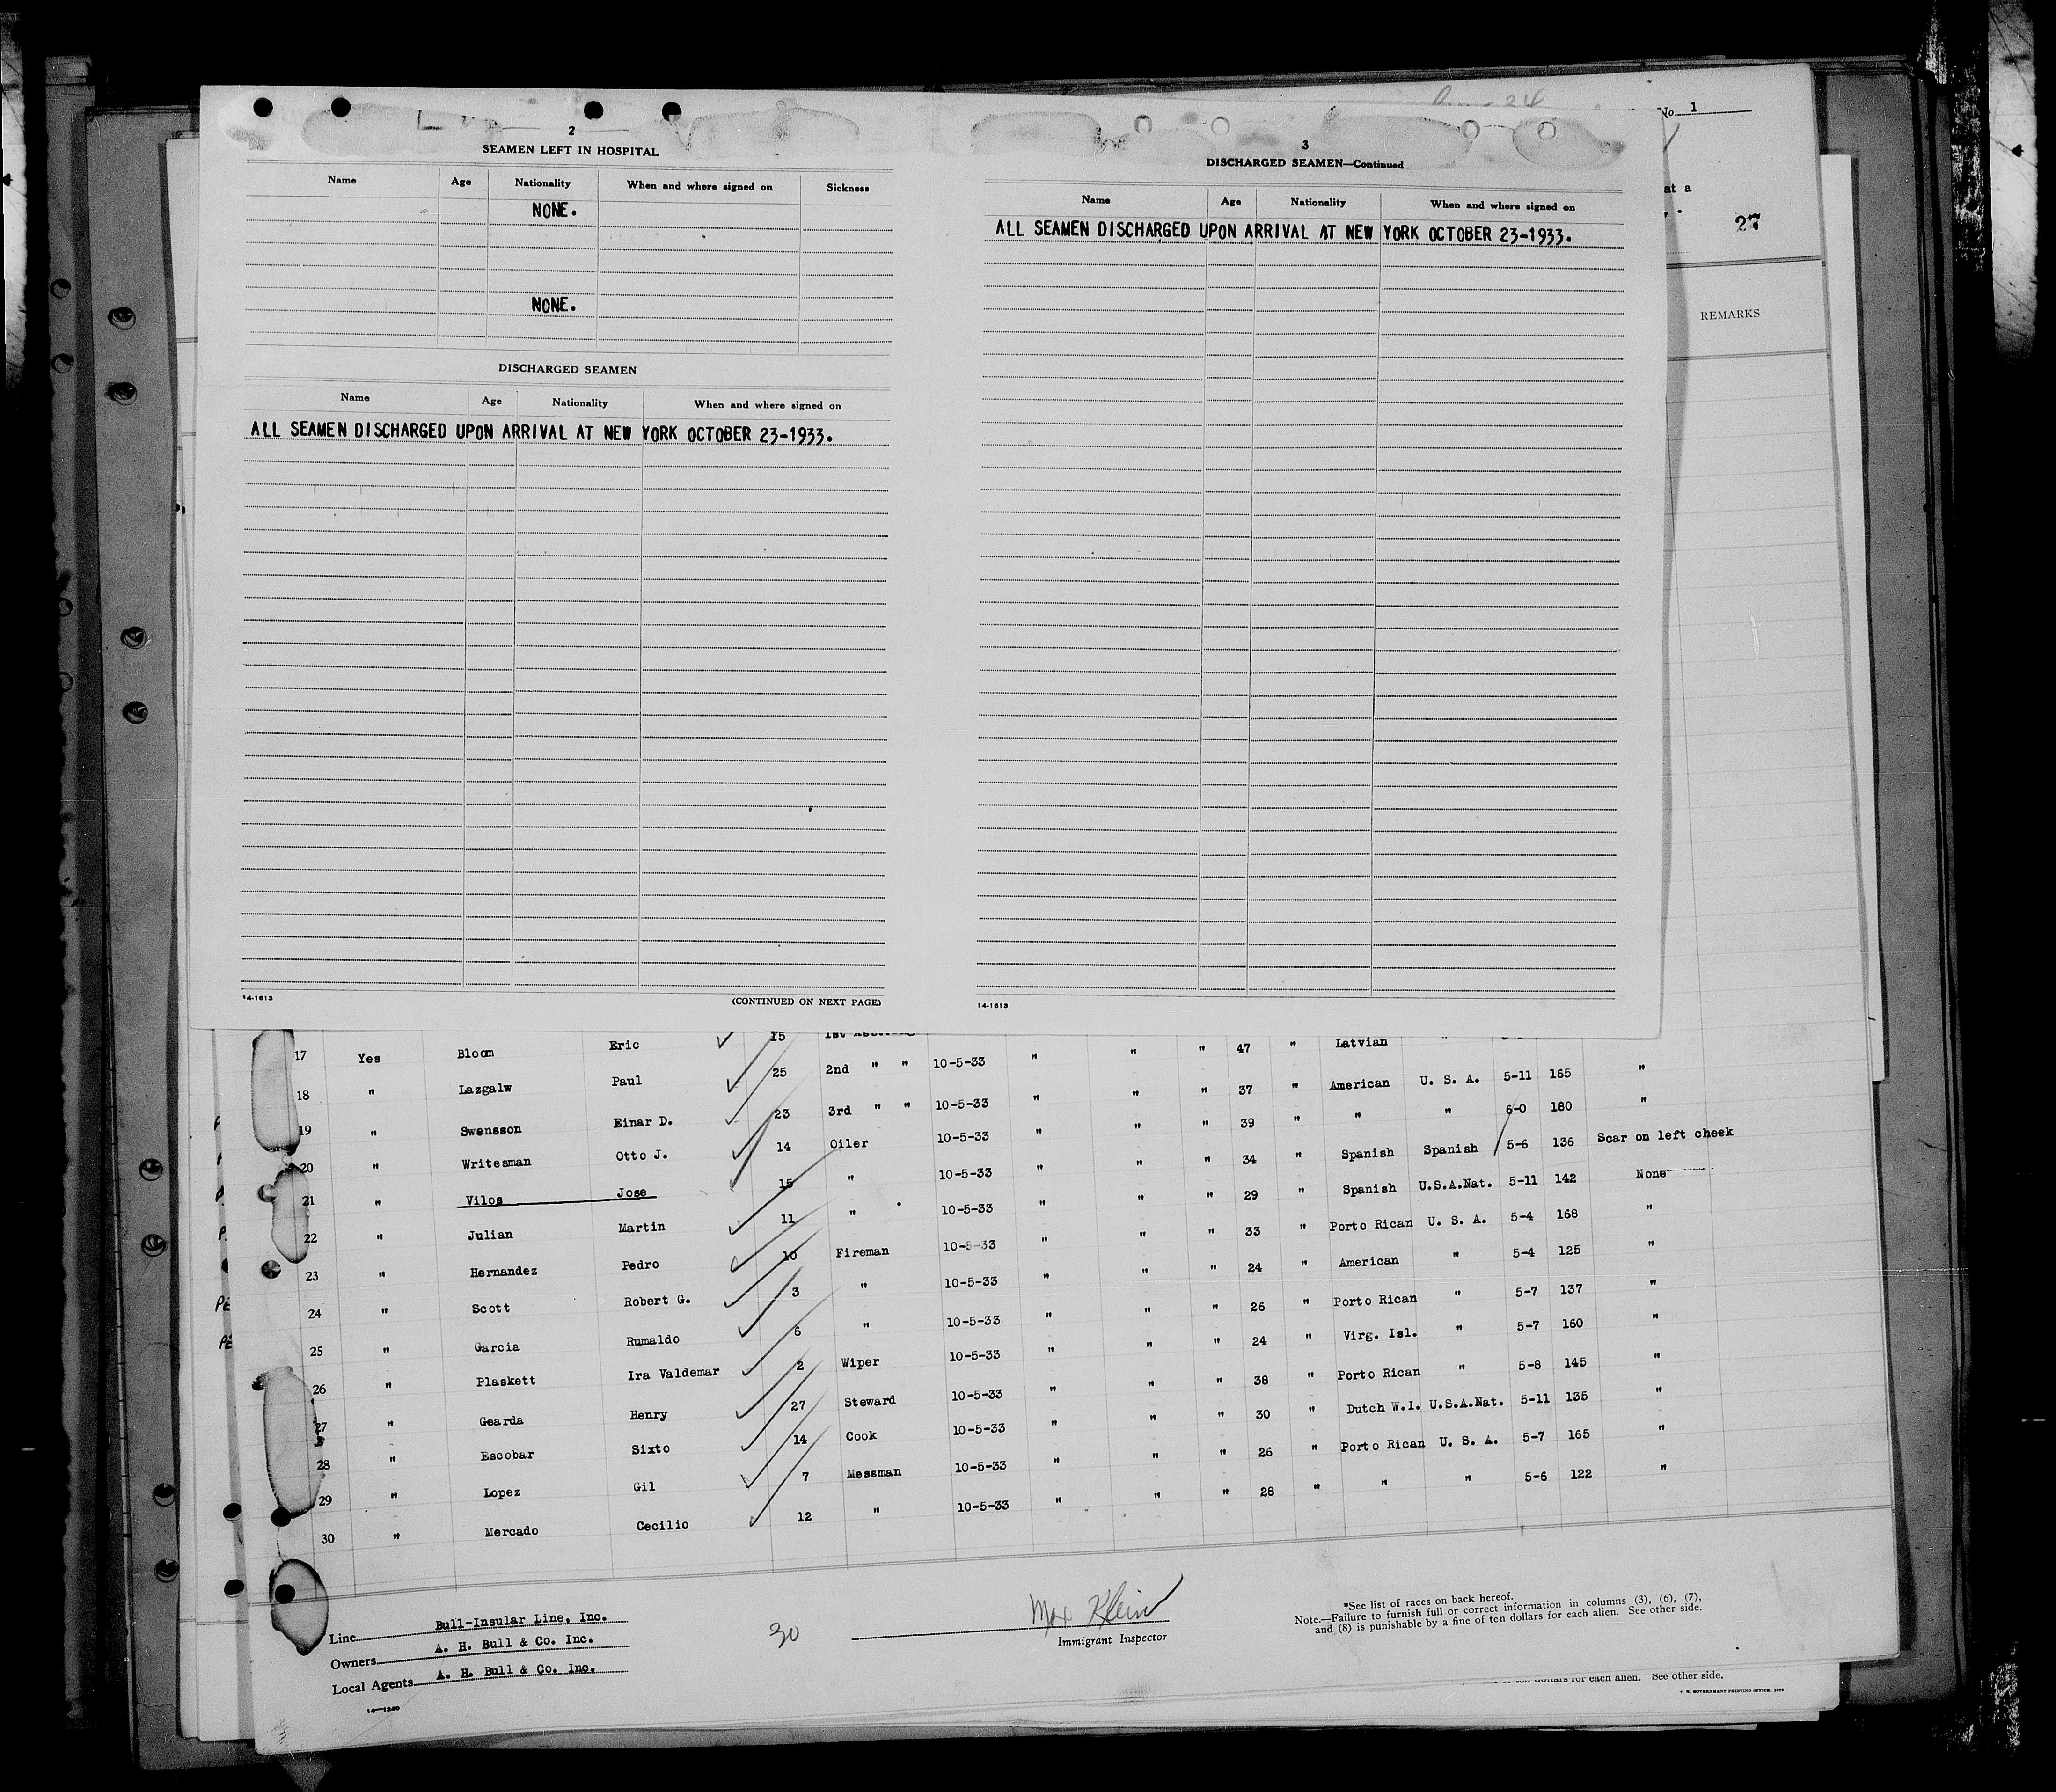 No. 1
at a
27
REMARKS
2
SEAMEN LEFT IN HOSPITAL
Name Age Nationality When and where signed on Sickness
NONE.
NONE.
DISCHARGED SEAMEN
Name Age Nationality When and where signed on
ALL SEAMEN DISCHARGED UPON ARRIVAL AT NEW YORK OCTOBER 23-1933.
14-1613 (CONTINUED ON NEXT PAGE)
3
DISCHARGED SEAMEN—Continued
Name Age Nationality When and where signed on
ALL SEAMEN DISCHARGED UPON ARRIVAL AT NEW YORK OCTOBER 23-1933.
14-1613
17 Yes Bloom Eric 15 1st
18 " Lazgalw Paul 25 2nd " " 10-5-33 " " " 47 " Latvian "
19 " Swensson Einar D. 23 3rd " " 10-5-33 " " " 37 " American U. S. A. 5-11 165 "
20 " Writesman Otto J. 14 Oiler 10-5-33 " " " 39 " " " 6-0 180 "
21 " Vilos Jose 15 " 10-5-33 " " " 34 " Spanish Spanish 5-6 136 Scar on left cheek
22 " Julian Martin 11 " 10-5-33 " " " 29 " Spanish U.S.A.Nat. 5-11 142 None
23 " Hernandez Pedro 10 Fireman 10-5-33 " " " 33 " Porto Rican U. S. A. 5-4 168 "
24 " Scott Robert G. 3 " 10-5-33 " " " 24 " American " 5-4 125 "
25 " Garcia Rumaldo 6 " 10-5-33 " " " 26 " Porto Rican " 5-7 137 "
26 " Plaskett Ira Valdemar 2 Wiper 10-5-33 " " " 24 " Virg. Isl. " 5-7 160 "
27 " Gearda Henry 27 Steward 10-5-33 " " " 38 " Porto Rican " 5-8 145 "
28 " Escobar Sixto 14 Cook 10-5-33 " " " 30 " Dutch W.I. U.S.A.Nat. 5-11 135 "
29 " Lopez Gil 7 Messman 10-5-33 " " " 26 " Porto Rican U. S. A. 5-7 165 "
30 " Mercado Cecilio 12 " 10-5-33 " " " 28 " " " 5-6 122 "
Line Bull-Insular Line, Inc.
Owners A. H. Bull & Co. Inc.
Local Agents A. H. Bull & Co. Inc.
14—1240
30
Max Klein
Immigrant Inspector
*See list of races on back hereof.
Note.—Failure to furnish full or correct information in columns (3), (6), (7),
and (8) is punishable by a fine of ten dollars for each alien. See other side.
dollars for each alien. See other side.
U. S. GOVERNMENT PRINTING OFFICE